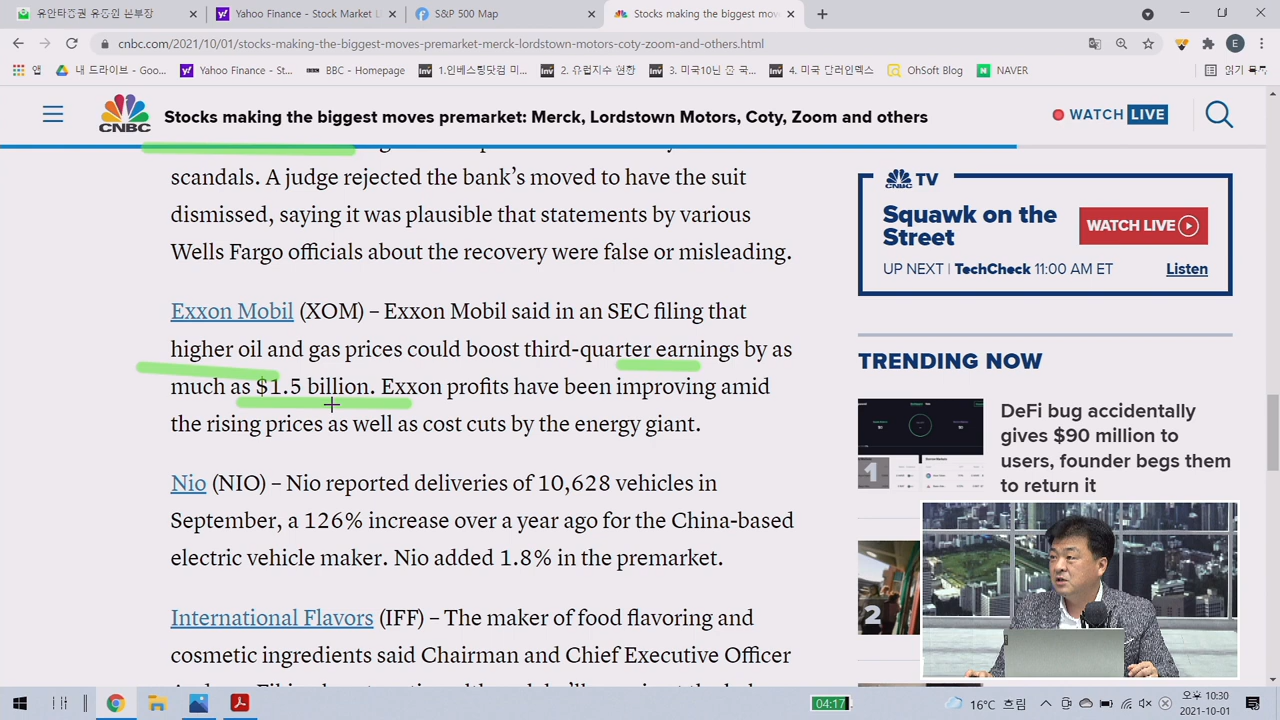 유안타증권 유동원 본부장
Yahoo Finance - Stock Market Li
S&P 500 Map
Stocks making the biggest move
cnbc.com/2021/10/01/stocks-making-the-biggest-moves-premarket-merck-lordstown-motors-coty-zoom-and-others.html
E
앱
내 드라이브 - Goo...
Yahoo Finance - St...
BBC - Homepage
1.인베스팅닷컴 미...
2. 유럽지수 현황
3. 미국10년 존 국...
4. 미국 달러인덱스
OhSoft Blog
NAVER
읽기 목록
CNBC
Stocks making the biggest moves premarket: Merck, Lordstown Motors, Coty, Zoom and others
WATCH LIVE
scandals. A judge rejected the bank's moved to have the suit
dismissed, saying it was plausible that statements by various
Wells Fargo officials about the recovery were false or misleading.
Exxon Mobil (XOM) – Exxon Mobil said in an SEC filing that
higher oil and gas prices could boost third-quarter earnings by as
much as $1.5 billion. Exxon profits have been improving amid
the rising prices as well as cost cuts by the energy giant.
Nio (NIO) – Nio reported deliveries of 10,628 vehicles in
September, a 126% increase over a year ago for the China-based
electric vehicle maker. Nio added 1.8% in the premarket.
International Flavors (IFF) – The maker of food flavoring and
cosmetic ingredients said Chairman and Chief Executive Officer
TV
Squawk on the
Street
WATCH LIVE
UP NEXT | TechCheck 11:00 AM ET
Listen
TRENDING NOW
1
DeFi bug accidentally
gives $90 million to
users, founder begs them
to return it
2
04:17
16°C 흐림
오후 10:30
2021-10-01